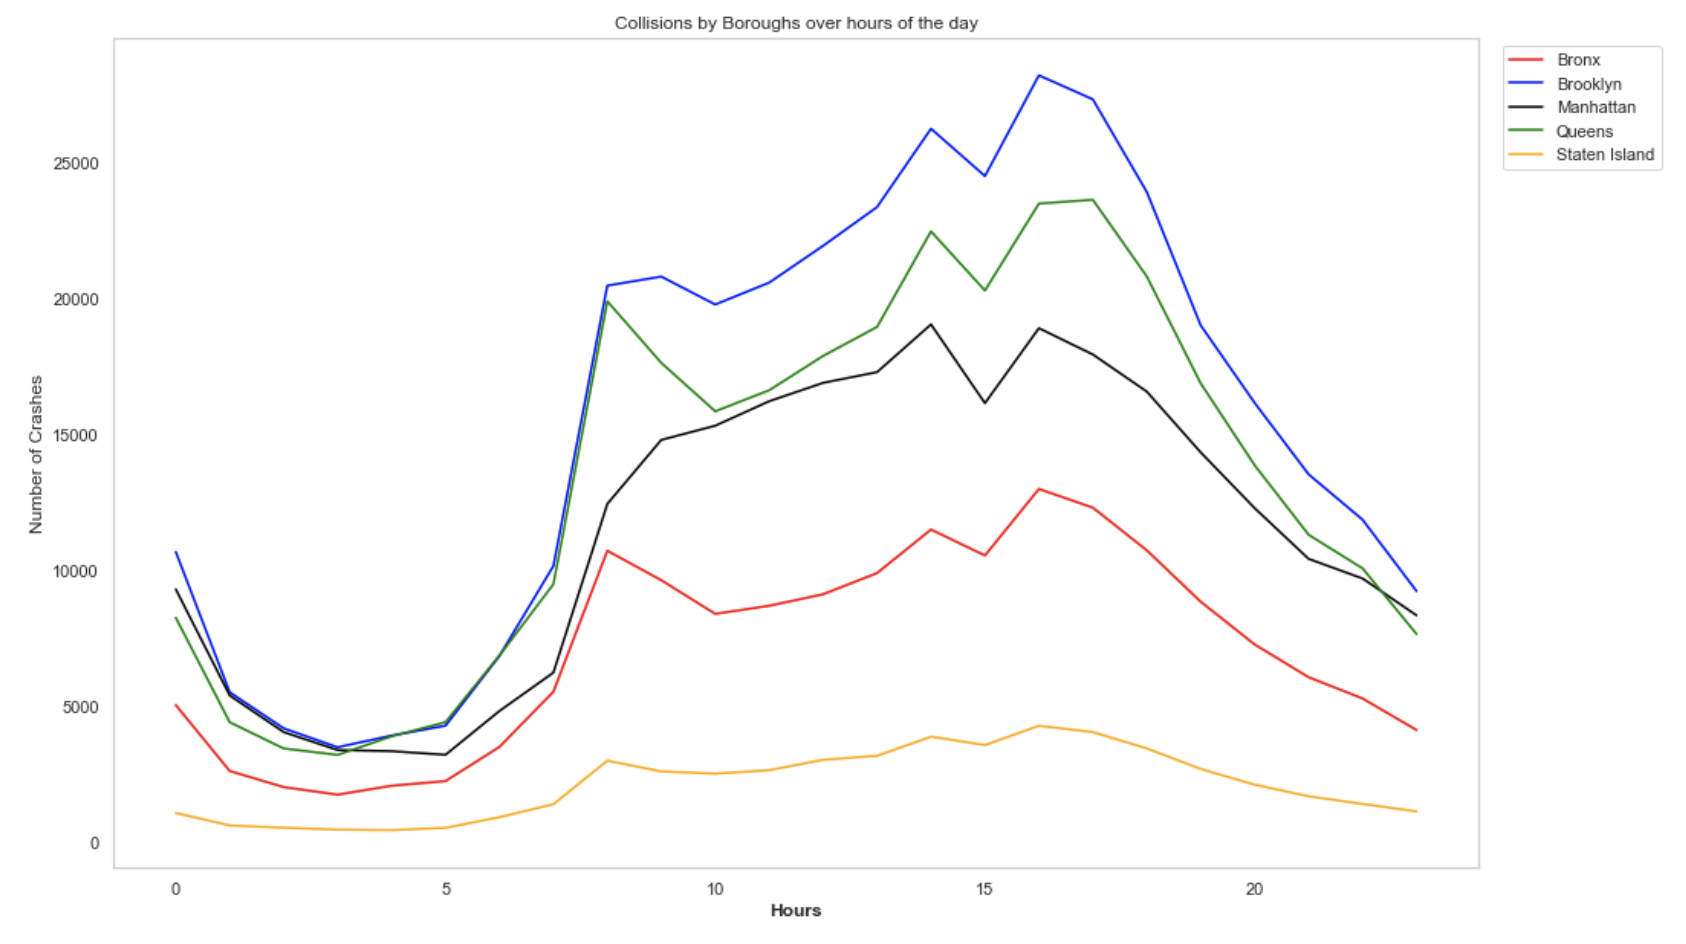 Collisions by Boroughs over hours of the day
Bronx
Brooklyn
Manhattan
Queens
Staten Island
Number of Crashes
25000
20000
15000
10000
5000
0
0 5 10 15 20
Hours